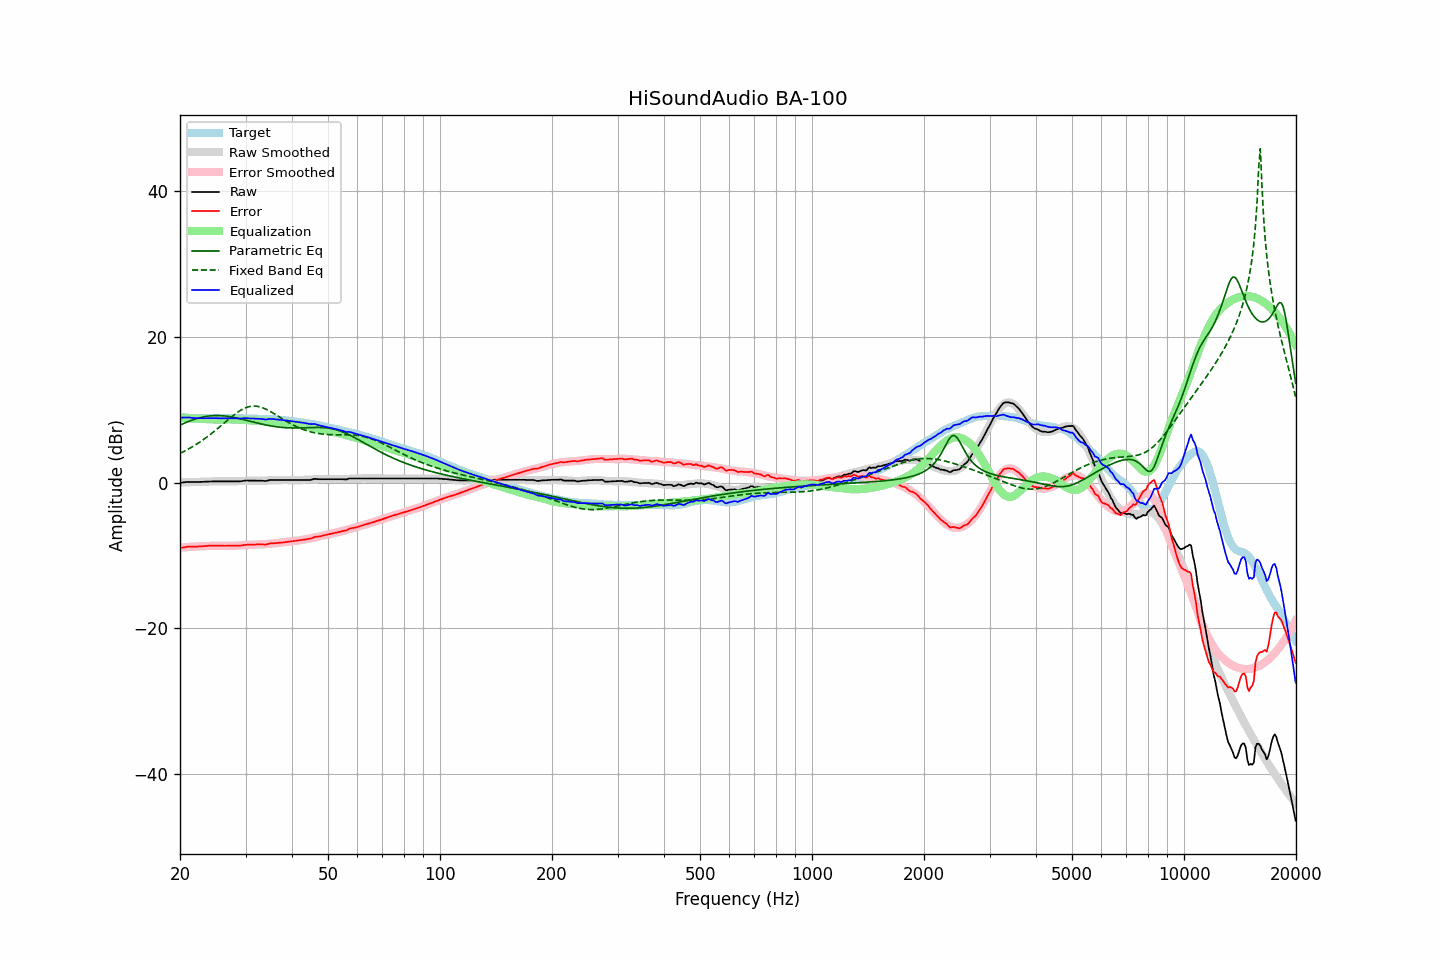 HiSoundAudio BA-100
Target
Raw Smoothed
Error Smoothed
Raw
Error
Equalization
Parametric Eq
Fixed Band Eq
Equalized
Amplitude (dBr)
40
20
0
−20
−40
20
50
100
200
500
1000
2000
5000
10000
20000
Frequency (Hz)